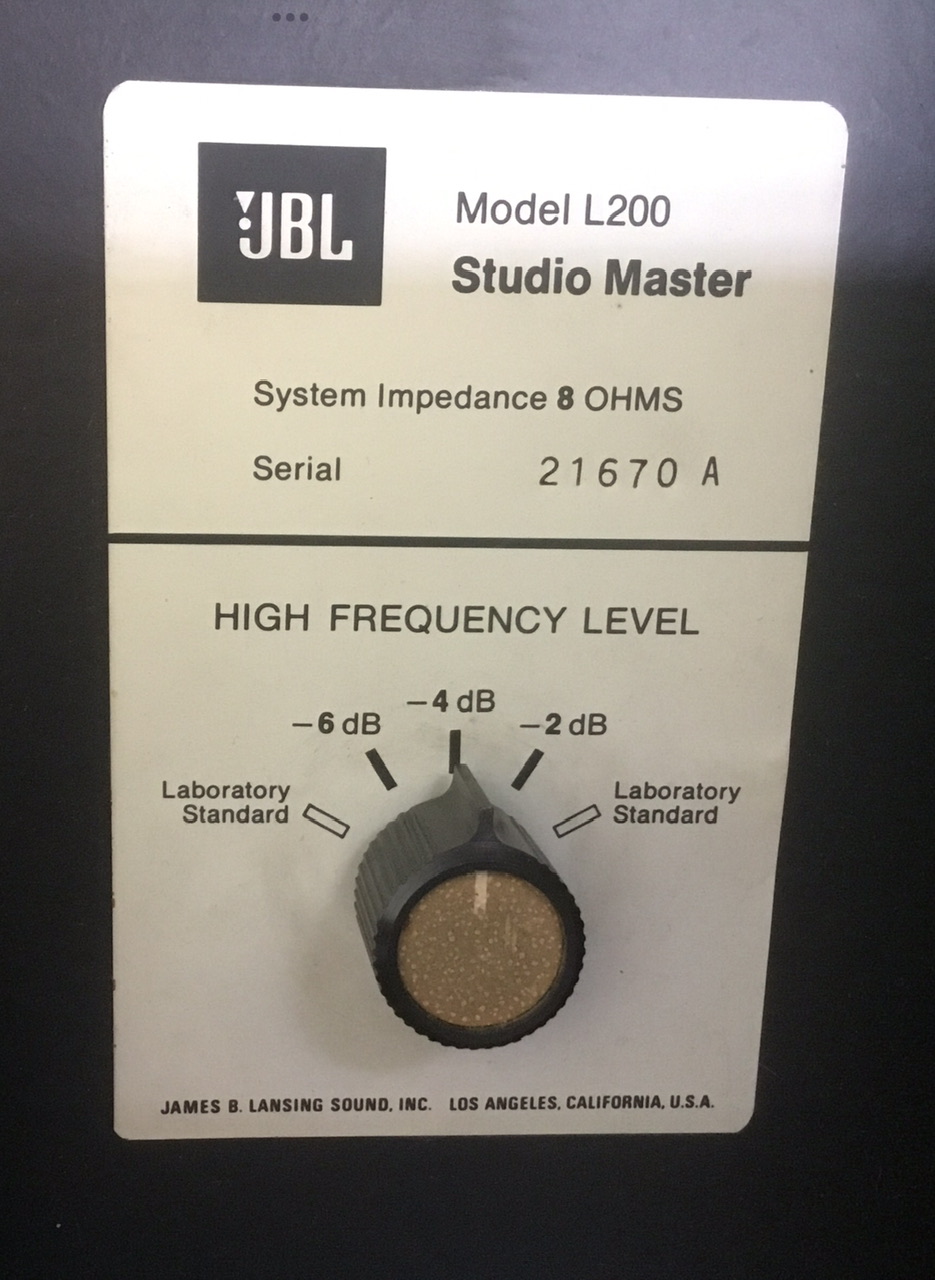 JBL
Model L200
Studio Master
System Impedance 8 OHMS
Serial 21670 A
HIGH FREQUENCY LEVEL
–6 dB
–4 dB
–2 dB
Laboratory
Standard
Laboratory
Standard
JAMES B. LANSING SOUND, INC. LOS ANGELES, CALIFORNIA, U.S.A.